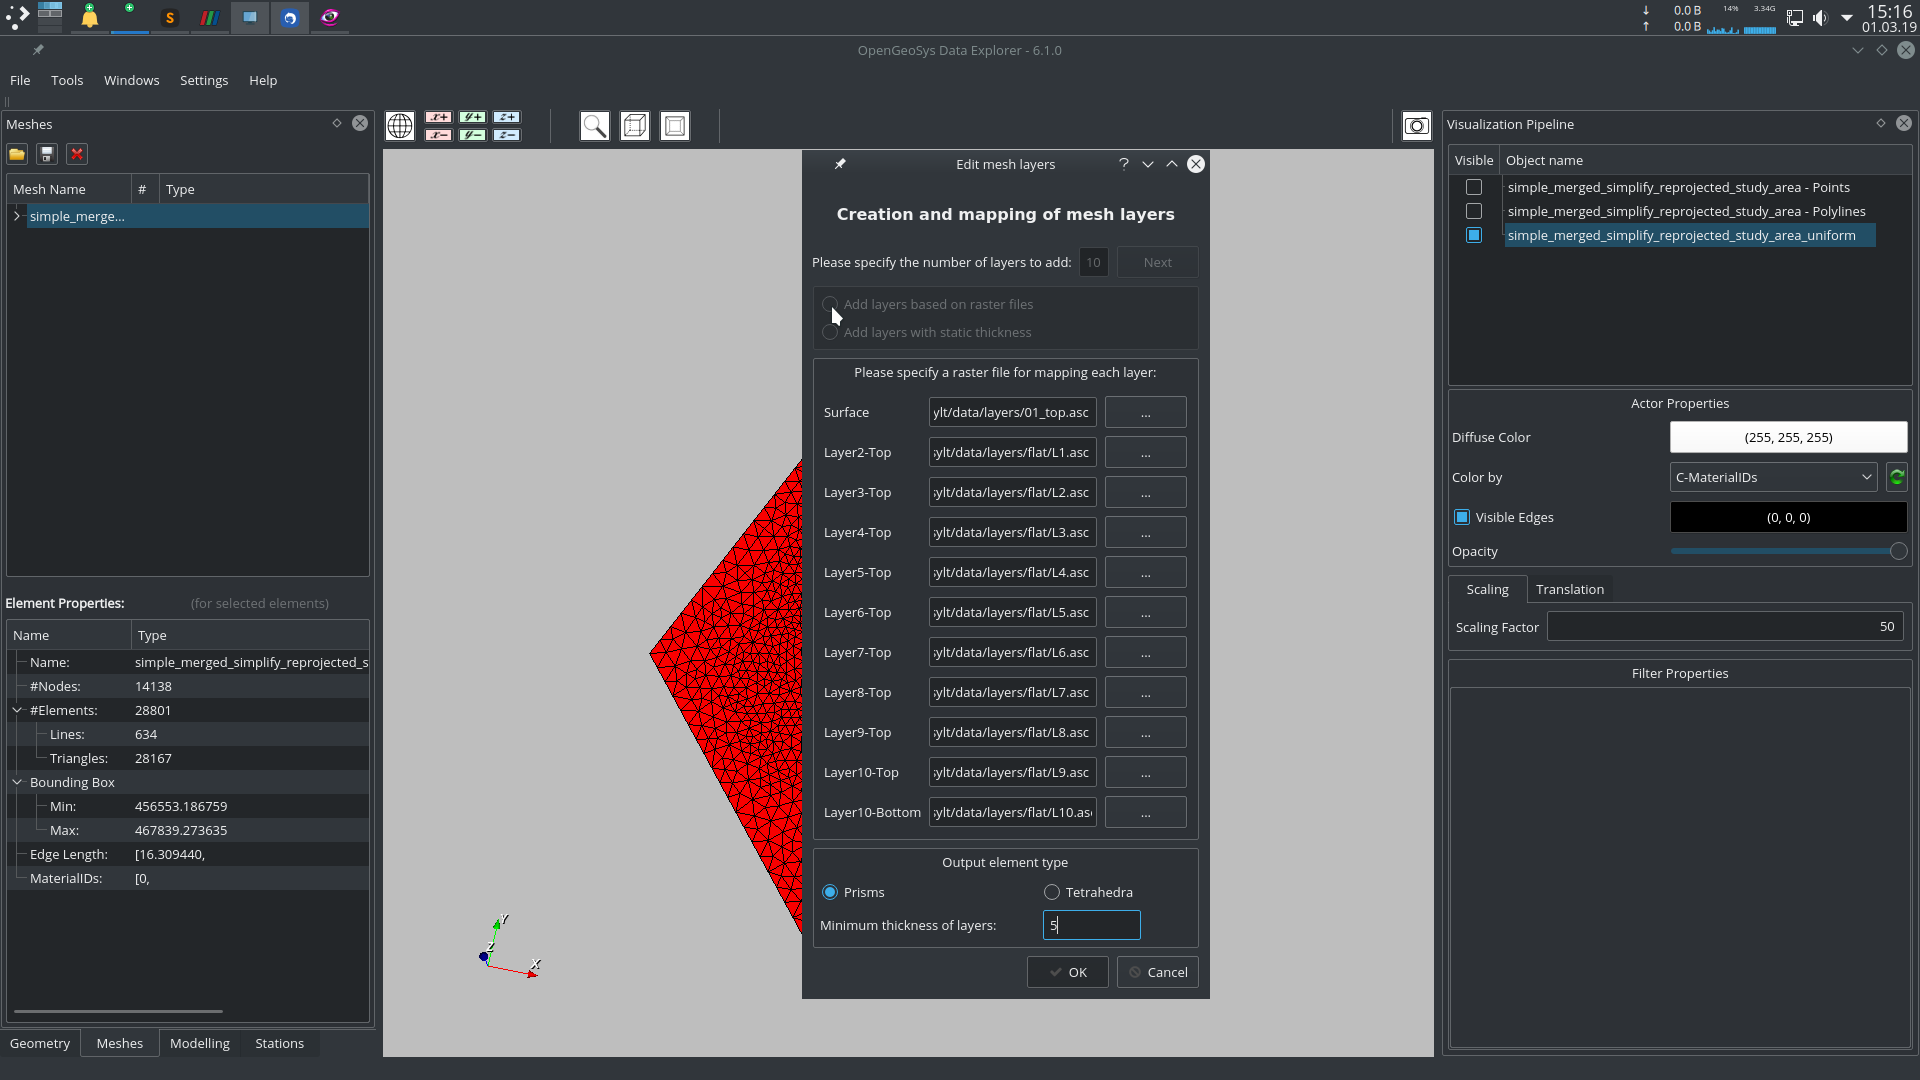 14% 3.34G
0.0 B
0.0 B
15:16
01.03.19
OpenGeoSys Data Explorer - 6.1.0
File Tools Windows Settings Help
Meshes
Mesh Name # Type
simple_merge...
Element Properties: (for selected elements)
Name Type
Name: simple_merged_simplify_reprojected_s
#Nodes: 14138
#Elements: 28801
Lines: 634
Triangles: 28167
Bounding Box
Min: 456553.186759
Max: 467839.273635
Edge Length: [16.309440,
MaterialIDs: [0,
Geometry Meshes Modelling Stations
x+ y+ z+
x- y- z-
Y
Z
X
Edit mesh layers
Creation and mapping of mesh layers
Please specify the number of layers to add: 10 Next
Add layers based on raster files
Add layers with static thickness
Please specify a raster file for mapping each layer:
Surface ylt/data/layers/01_top.asc ...
Layer2-Top sylt/data/layers/flat/L1.asc ...
Layer3-Top sylt/data/layers/flat/L2.asc ...
Layer4-Top sylt/data/layers/flat/L3.asc ...
Layer5-Top sylt/data/layers/flat/L4.asc ...
Layer6-Top sylt/data/layers/flat/L5.asc ...
Layer7-Top sylt/data/layers/flat/L6.asc ...
Layer8-Top sylt/data/layers/flat/L7.asc ...
Layer9-Top sylt/data/layers/flat/L8.asc ...
Layer10-Top sylt/data/layers/flat/L9.asc ...
Layer10-Bottom sylt/data/layers/flat/L10.as ...
Output element type
Prisms Tetrahedra
Minimum thickness of layers: 5
OK Cancel
Visualization Pipeline
Visible Object name
simple_merged_simplify_reprojected_study_area - Points
simple_merged_simplify_reprojected_study_area - Polylines
simple_merged_simplify_reprojected_study_area_uniform
Actor Properties
Diffuse Color (255, 255, 255)
Color by C-MaterialIDs
Visible Edges (0, 0, 0)
Opacity
Scaling Translation
Scaling Factor 50
Filter Properties